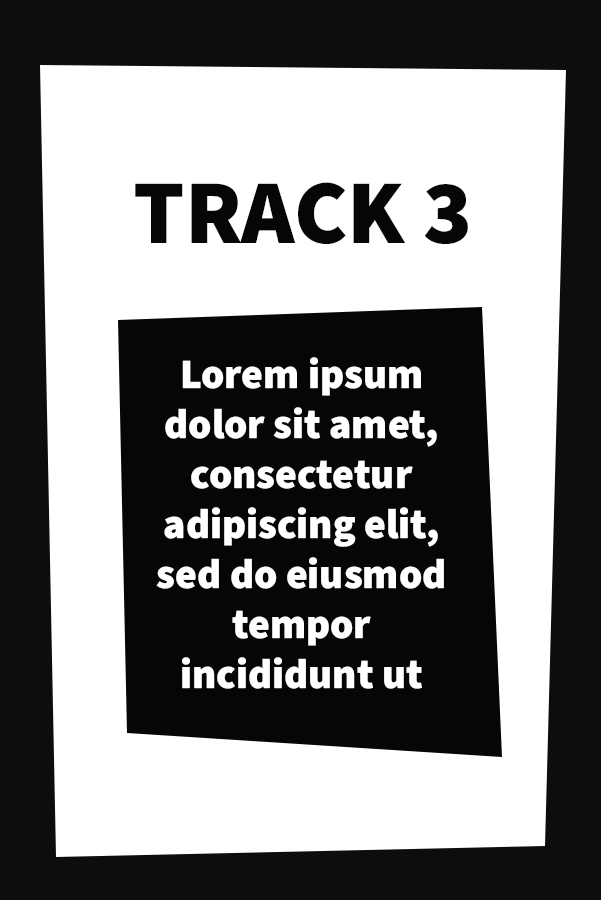 TRACK 3
Lorem ipsum
dolor sit amet,
consectetur
adipiscing elit,
sed do eiusmod
tempor
incididunt ut